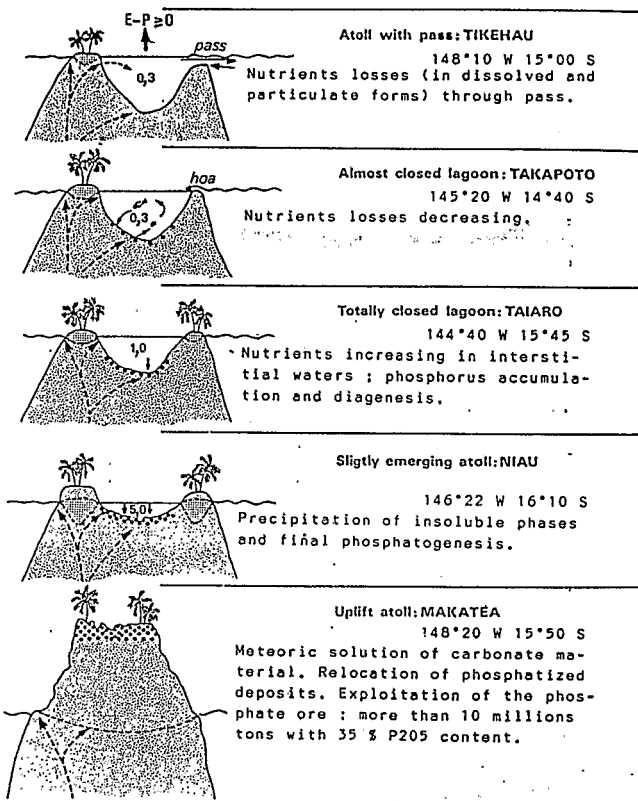 E-P ≥ 0
pass
0,3
Atoll with pass: TIKEHAU
148°10 W 15°00 S
Nutrients losses (in dissolved and
particulate forms) through pass.
hoa
0,3
Almost closed lagoon: TAKAPOTO
145°20 W 14°40 S
Nutrients losses decreasing.
1,0
Totally closed lagoon: TAIARO
144°40 W 15°45 S
Nutrients increasing in intersti-
tial waters ; phosphorus accumula-
tion and diagenesis.
5,0
Sligtly emerging atoll: NIAU
146°22 W 16°10 S
Precipitation of insoluble phases
and final phosphatogenesis.
Uplift atoll: MAKATEA
148°20 W 15°50 S
Meteoric solution of carbonate ma-
terial. Relocation of phosphatized
deposits. Exploitation of the phos-
phate ore : more than 10 millions
tons with 35 % P205 content.